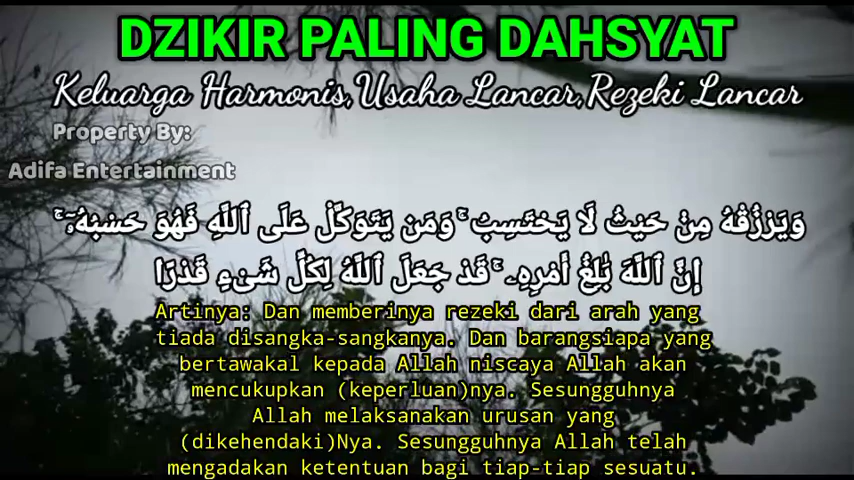 DZIKIR PALING DAHSYAT
Keluarga Harmonis,Usaha Lancar,Rezeki Lancar
Property By:
Adifa Entertainment
وَيَرْزُقْهُ مِنْ حَيْثُ لَا يَحْتَسِبُ ۚ وَمَن يَتَوَكَّلْ عَلَى ٱللَّهِ فَهُوَ حَسْبُهُۥٓ ۚ
إِنَّ ٱللَّهَ بَٰلِغُ أَمْرِهِۦ ۚ قَدْ جَعَلَ ٱللَّهُ لِكُلِّ شَىْءٍ قَدْرًا
Artinya: Dan memberinya rezeki dari arah yang
tiada disangka-sangkanya. Dan barangsiapa yang
bertawakal kepada Allah niscaya Allah akan
mencukupkan (keperluan)nya. Sesungguhnya
Allah melaksanakan urusan yang
(dikehendaki)Nya. Sesungguhnya Allah telah
mengadakan ketentuan bagi tiap-tiap sesuatu.